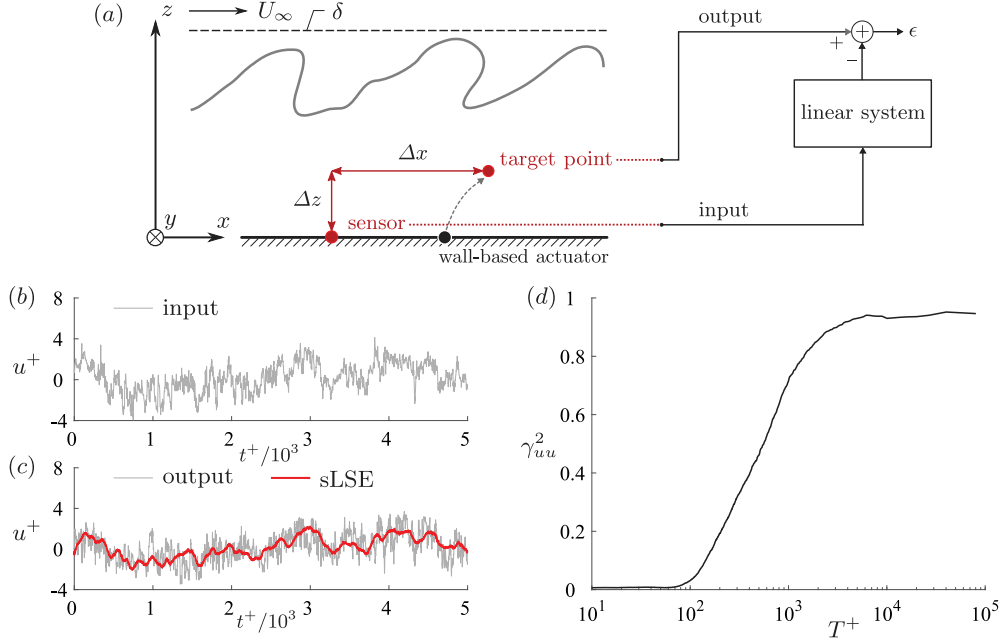 (a)
z
U∞
δ
output
+
+
−
ϵ
linear system
Δx
target point
Δz
sensor
input
y
x
wall-based actuator
(b)
8
input
4
u⁺
0
-4
0
1
2
3
4
5
t⁺/10³
(c)
8
output
sLSE
4
u⁺
0
-4
0
1
2
3
4
5
t⁺/10³
(d)
1
0.8
0.6
γ²ᵤᵤ
0.4
0.2
0
10¹
10²
10³
10⁴
10⁵
T⁺